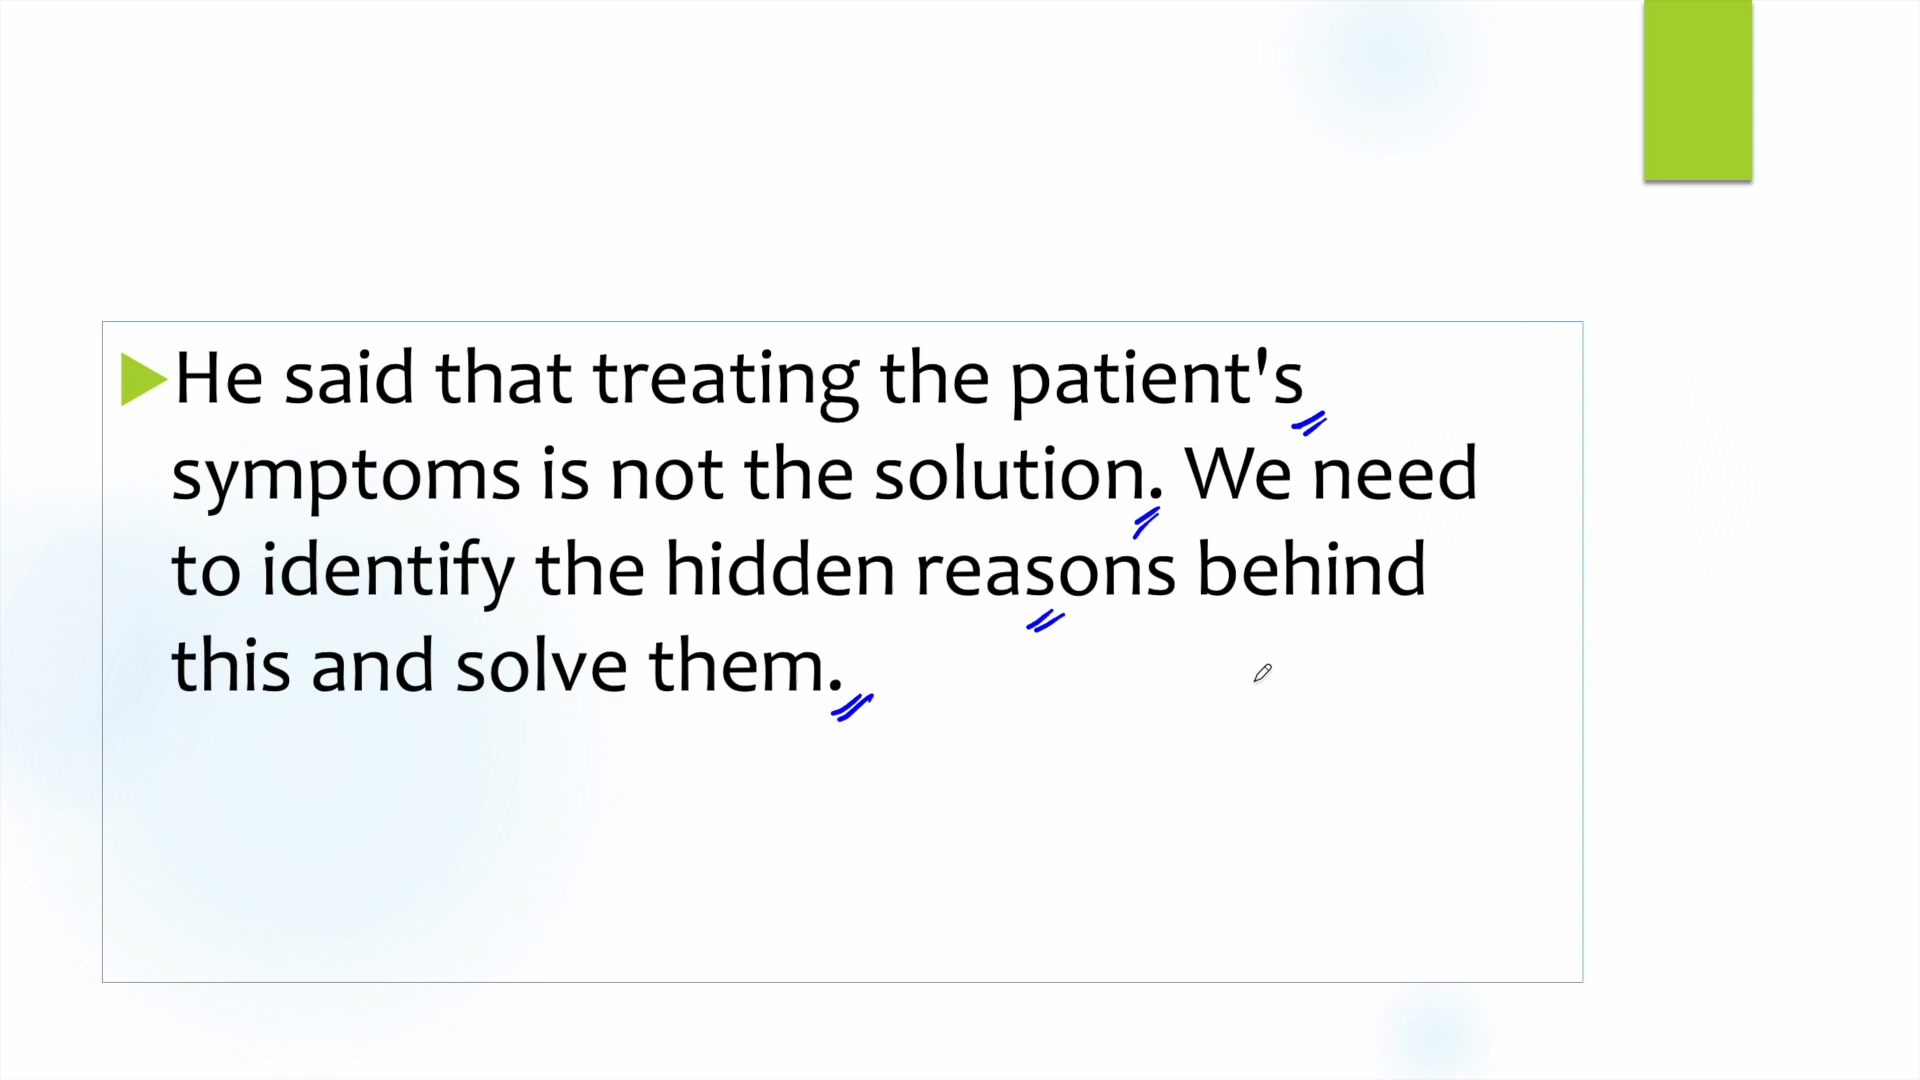 He said that treating the patient's
symptoms is not the solution. We need
to identify the hidden reasons behind
this and solve them.